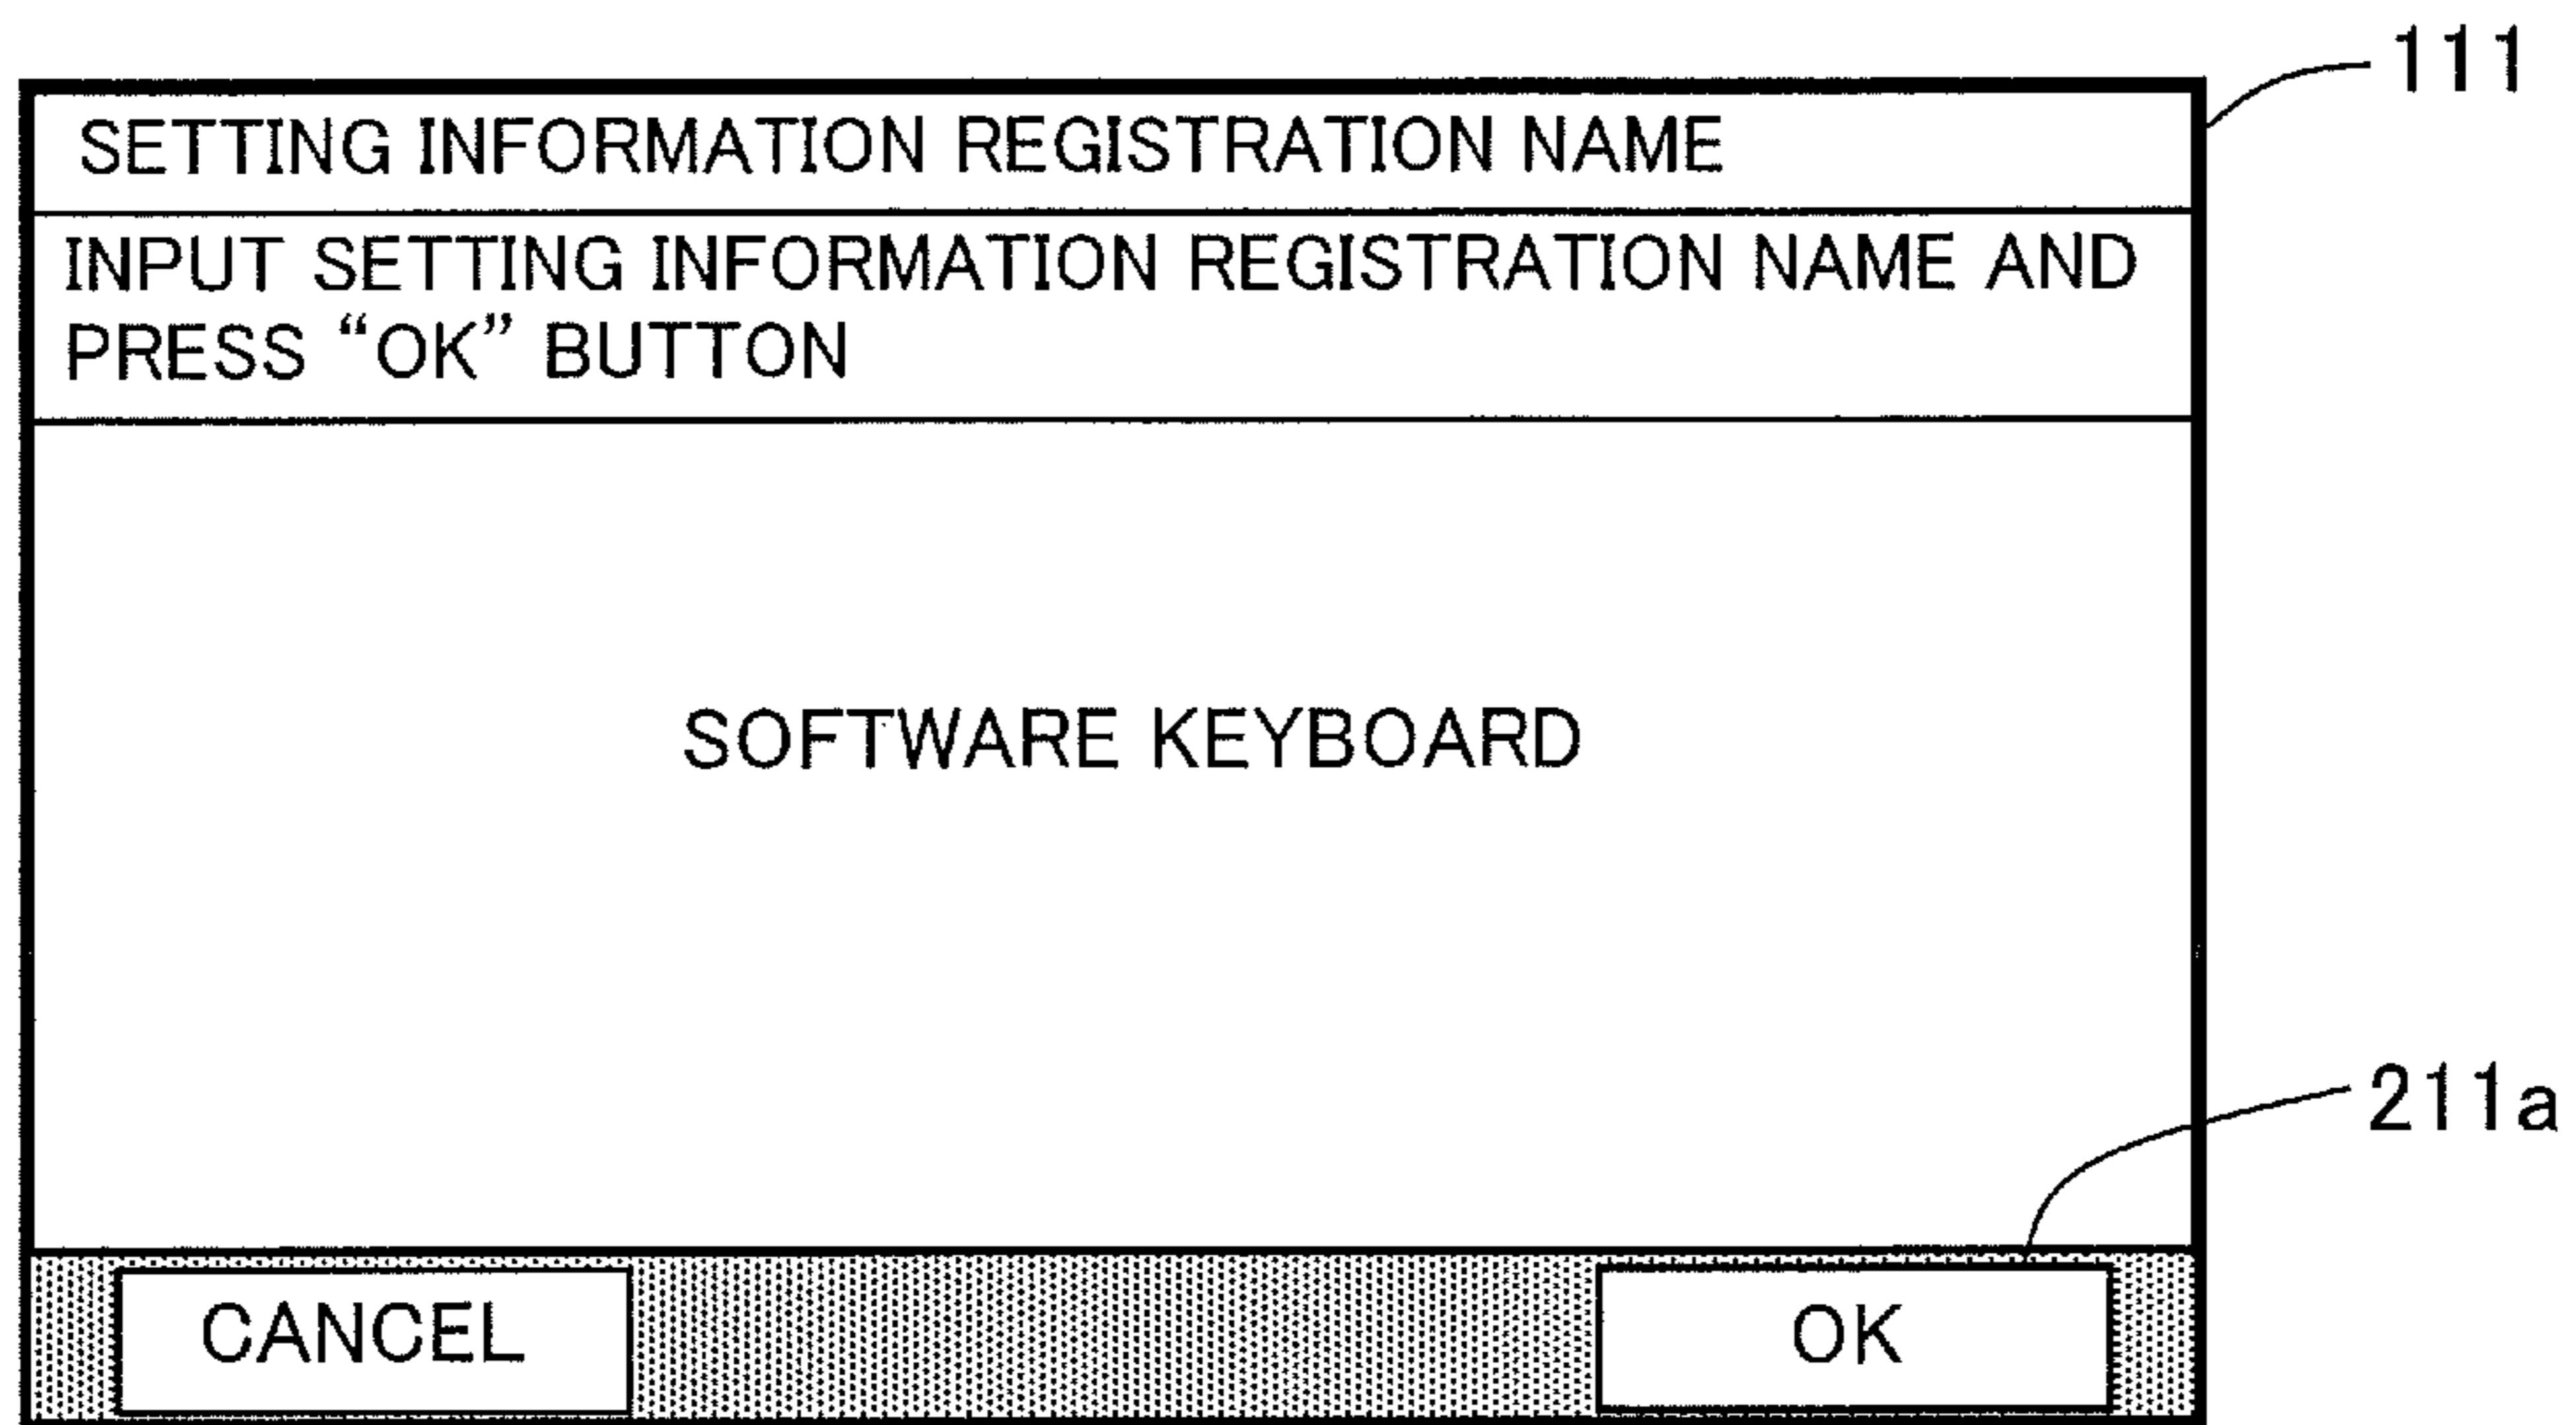 111
SETTING INFORMATION REGISTRATION NAME
INPUT SETTING INFORMATION REGISTRATION NAME AND
PRESS “OK” BUTTON
SOFTWARE KEYBOARD
211a
CANCEL
OK